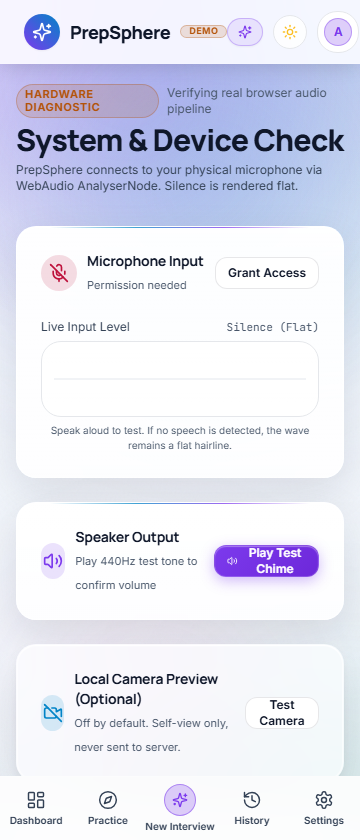 PrepSphere
DEMO
A
HARDWARE
DIAGNOSTIC
Verifying real browser audio
pipeline
System & Device Check
PrepSphere connects to your physical microphone via
WebAudio AnalyserNode. Silence is rendered flat.
Microphone Input
Permission needed
Grant Access
Live Input Level
Silence (Flat)
Speak aloud to test. If no speech is detected, the wave
remains a flat hairline.
Speaker Output
Play 440Hz test tone to
confirm volume
Play Test
Chime
Local Camera Preview
(Optional)
Off by default. Self-view only,
never sent to server.
Test
Camera
Dashboard
Practice
New Interview
History
Settings